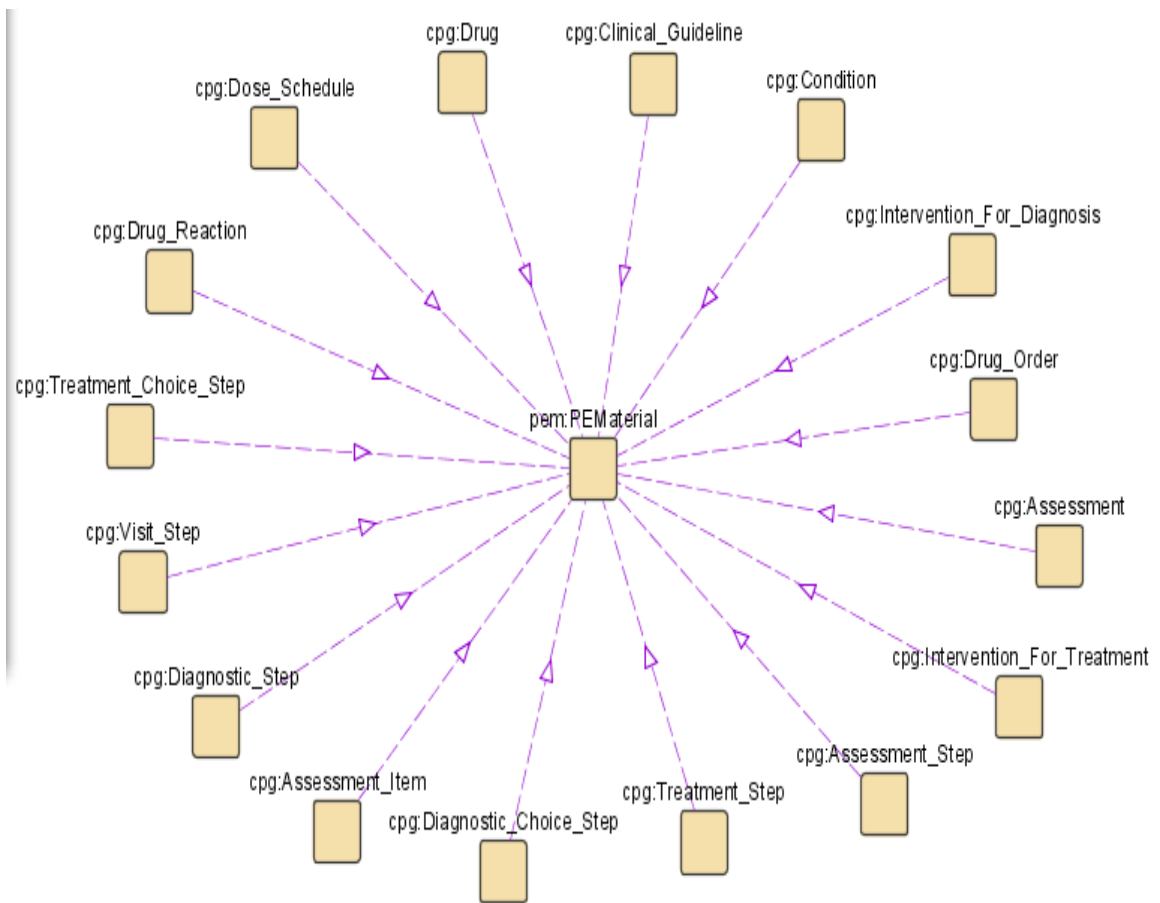 cpg:Drug
cpg:Clinical_Guideline
cpg:Condition
cpg:Dose_Schedule
cpg:Intervention_For_Diagnosis
cpg:Drug_Reaction
cpg:Drug_Order
cpg:Treatment_Choice_Step
pem:PEMaterial
cpg:Assessment
cpg:Visit_Step
cpg:Intervention_For_Treatment
cpg:Diagnostic_Step
cpg:Assessment_Step
cpg:Assessment_Item
cpg:Treatment_Step
cpg:Diagnostic_Choice_Step